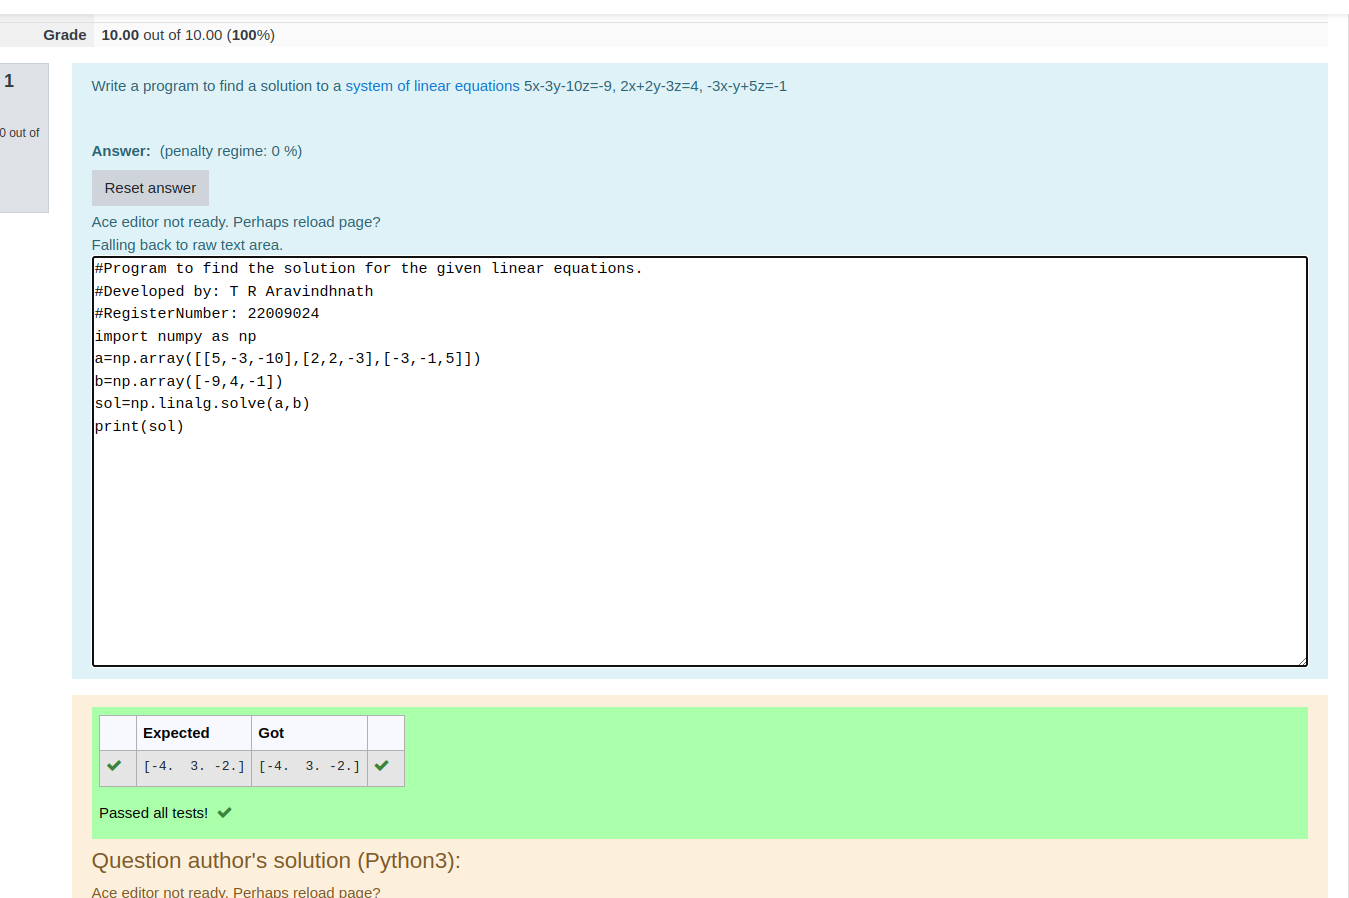 Grade 10.00 out of 10.00 (100%)
1
0 out of
Write a program to find a solution to a system of linear equations 5x-3y-10z=-9, 2x+2y-3z=4, -3x-y+5z=-1
Answer: (penalty regime: 0 %)
Reset answer
Ace editor not ready. Perhaps reload page?
Falling back to raw text area.
#Program to find the solution for the given linear equations.
#Developed by: T R Aravindhnath
#RegisterNumber: 22009024
import numpy as np
a=np.array([[5,-3,-10],[2,2,-3],[-3,-1,5]])
b=np.array([-9,4,-1])
sol=np.linalg.solve(a,b)
print(sol)
Expected Got
[-4.  3. -2.] [-4.  3. -2.]
Passed all tests!
Question author's solution (Python3):
Ace editor not ready. Perhaps reload page?